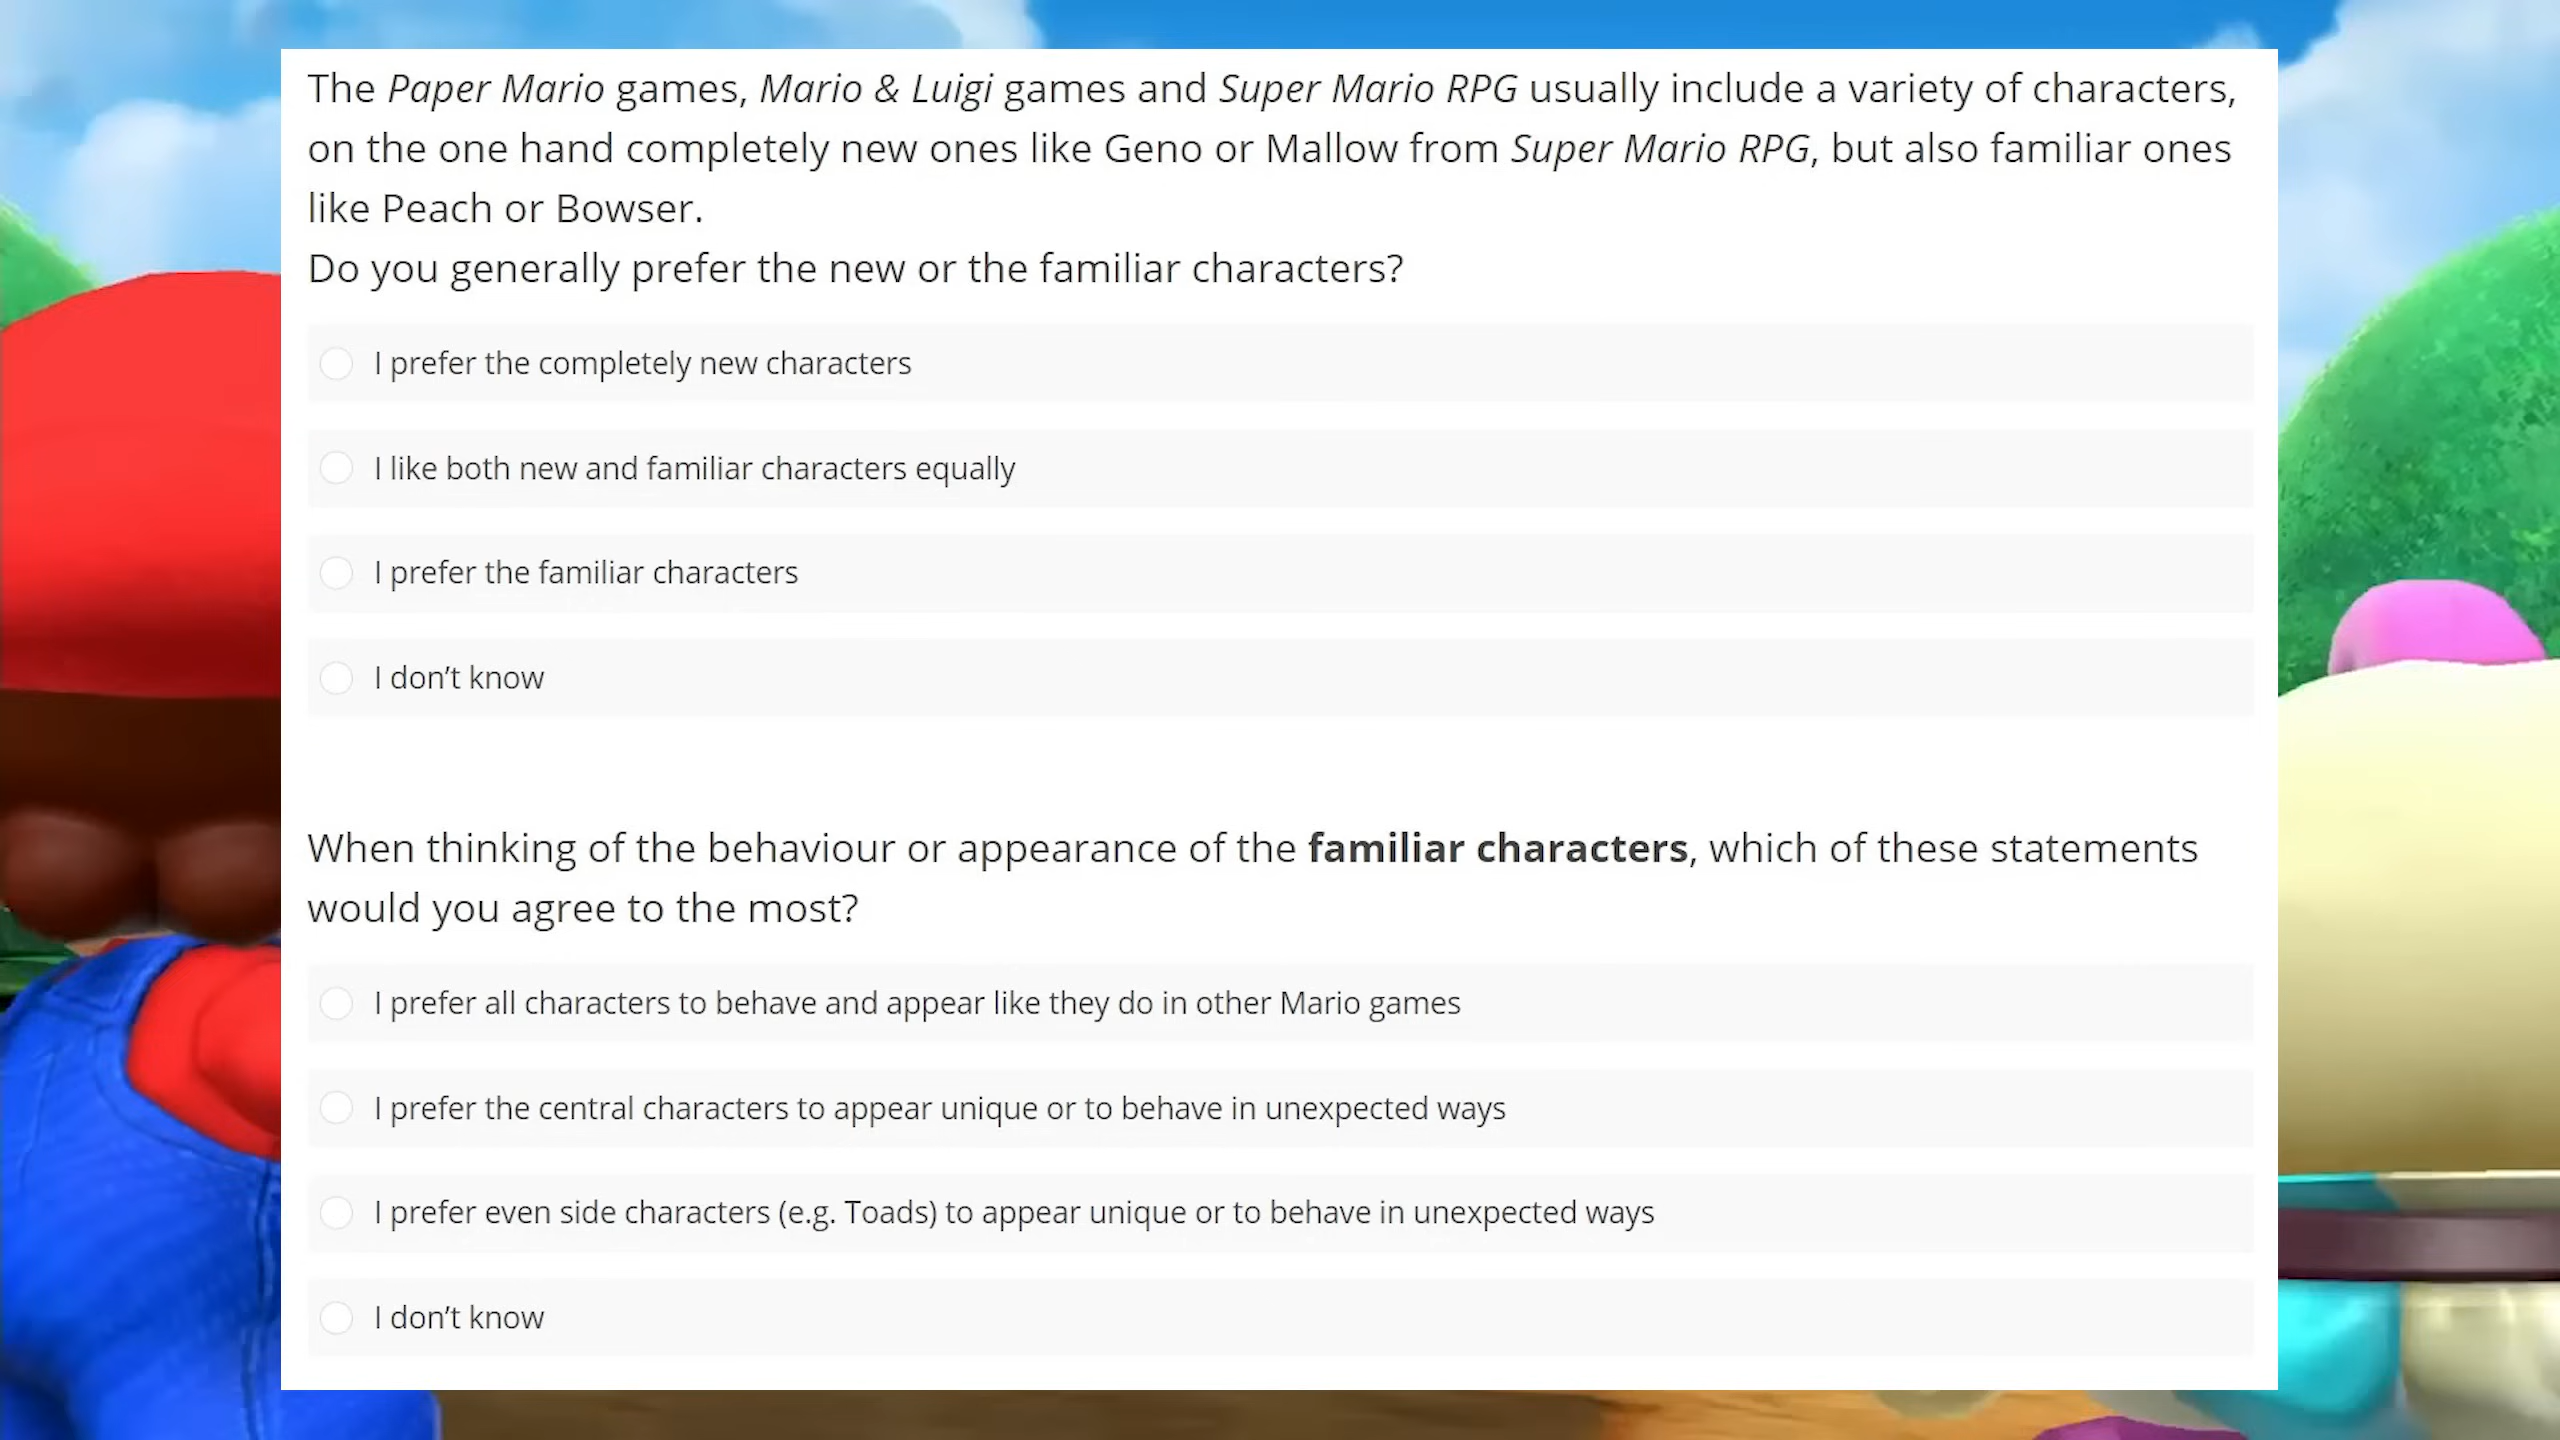 The Paper Mario games, Mario & Luigi games and Super Mario RPG usually include a variety of characters,
on the one hand completely new ones like Geno or Mallow from Super Mario RPG, but also familiar ones
like Peach or Bowser.
Do you generally prefer the new or the familiar characters?
I prefer the completely new characters
I like both new and familiar characters equally
I prefer the familiar characters
I don’t know
When thinking of the behaviour or appearance of the familiar characters, which of these statements
would you agree to the most?
I prefer all characters to behave and appear like they do in other Mario games
I prefer the central characters to appear unique or to behave in unexpected ways
I prefer even side characters (e.g. Toads) to appear unique or to behave in unexpected ways
I don’t know